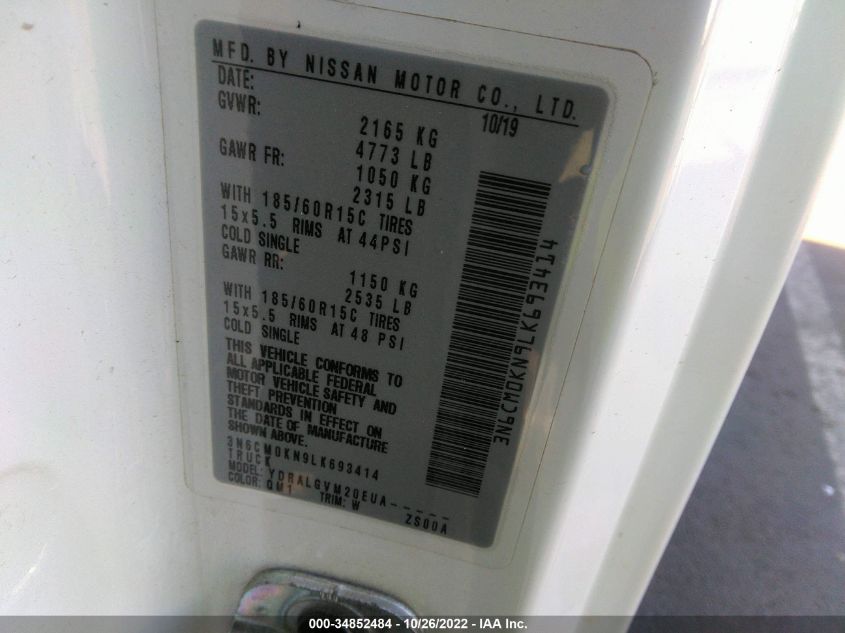 MFD. BY NISSAN MOTOR CO., LTD.
DATE: 10/19
GVWR: 2165 KG
4773 LB
GAWR FR: 1050 KG
2315 LB
WITH 185/60R15C TIRES
15x5.5 RIMS AT 44PSI
COLD SINGLE
GAWR RR: 1150 KG
2535 LB
WITH 185/60R15C TIRES
15x5.5 RIMS AT 48 PSI
COLD SINGLE
THIS VEHICLE CONFORMS TO
ALL APPLICABLE FEDERAL
MOTOR VEHICLE SAFETY AND
THEFT PREVENTION
STANDARDS IN EFFECT ON
THE DATE OF MANUFACTURE
SHOWN ABOVE.
3N6CM0KN9LK693414
TRUCK
MODEL: YDRALGVM20EUA-----
COLOR: QM1 TRIM: W ZS00A
3N6CM0KN9LK693414
000-34852484 - 10/26/2022 - IAA Inc.